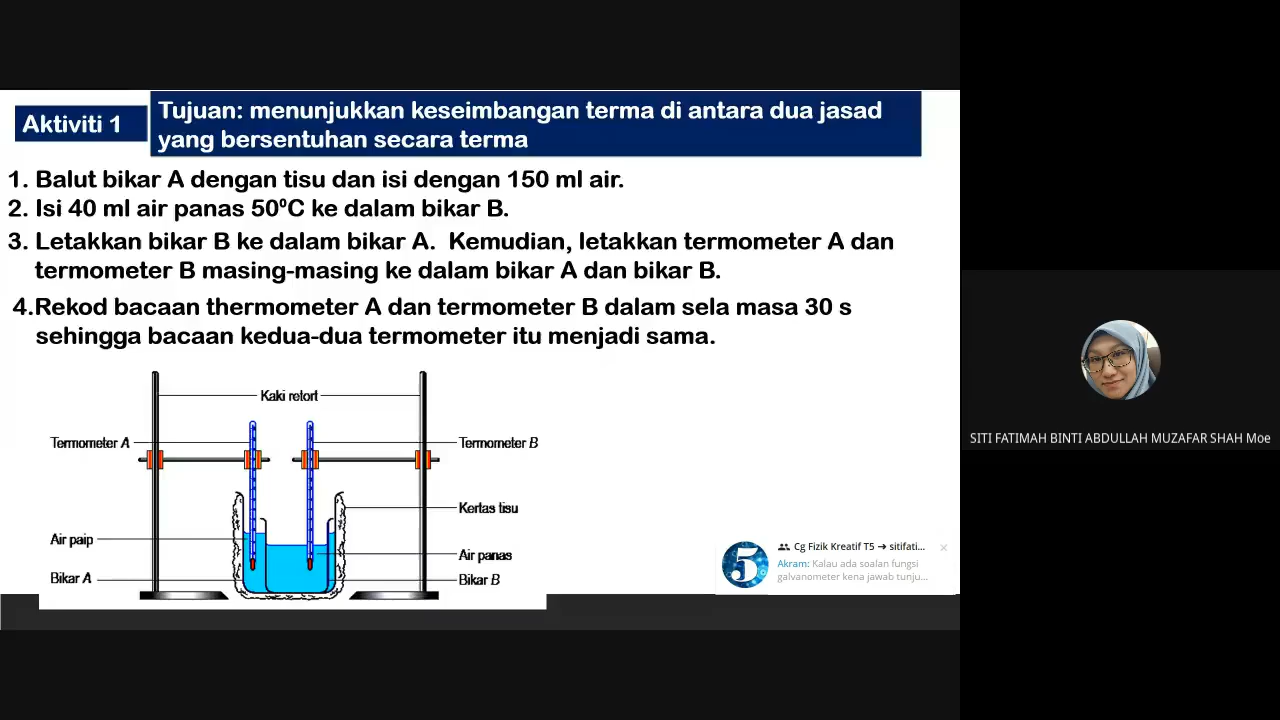 Aktiviti 1
Tujuan: menunjukkan keseimbangan terma di antara dua jasad
yang bersentuhan secara terma
1. Balut bikar A dengan tisu dan isi dengan 150 ml air.
2. Isi 40 ml air panas 50⁰C ke dalam bikar B.
3. Letakkan bikar B ke dalam bikar A. Kemudian, letakkan termometer A dan
termometer B masing-masing ke dalam bikar A dan bikar B.
4.Rekod bacaan thermometer A dan termometer B dalam sela masa 30 s
sehingga bacaan kedua-dua termometer itu menjadi sama.
Kaki retort
Termometer A
Termometer B
Kertas tisu
Air paip
Air panas
Bikar A
Bikar B
5
Cg Fizik Kreatif T5 → sitifati...
Akram: Kalau ada soalan fungsi
galvanometer kena jawab tunju...
SITI FATIMAH BINTI ABDULLAH MUZAFAR SHAH Moe